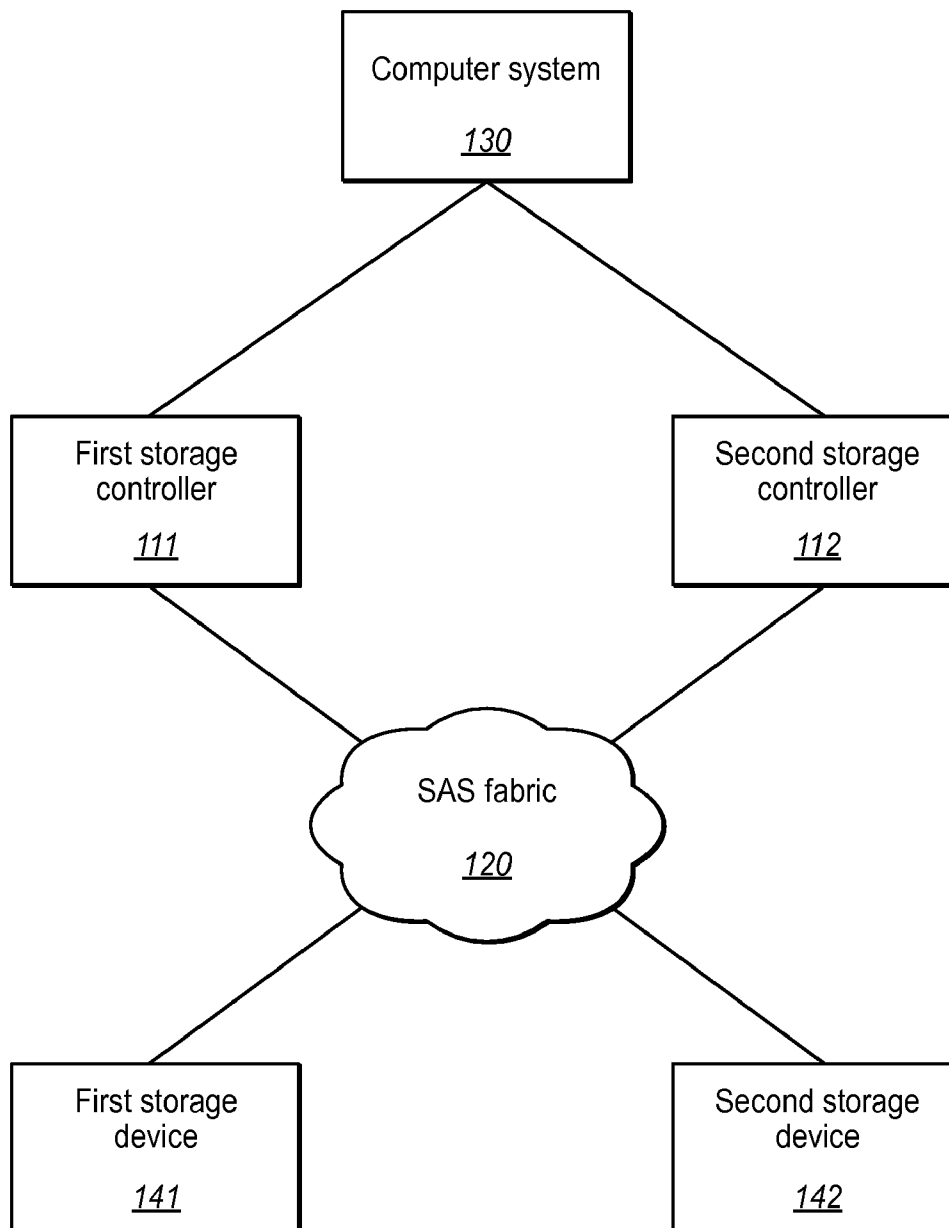 Computer system
130
First storage
controller
111
Second storage
controller
112
SAS fabric
120
First storage
device
141
Second storage
device
142